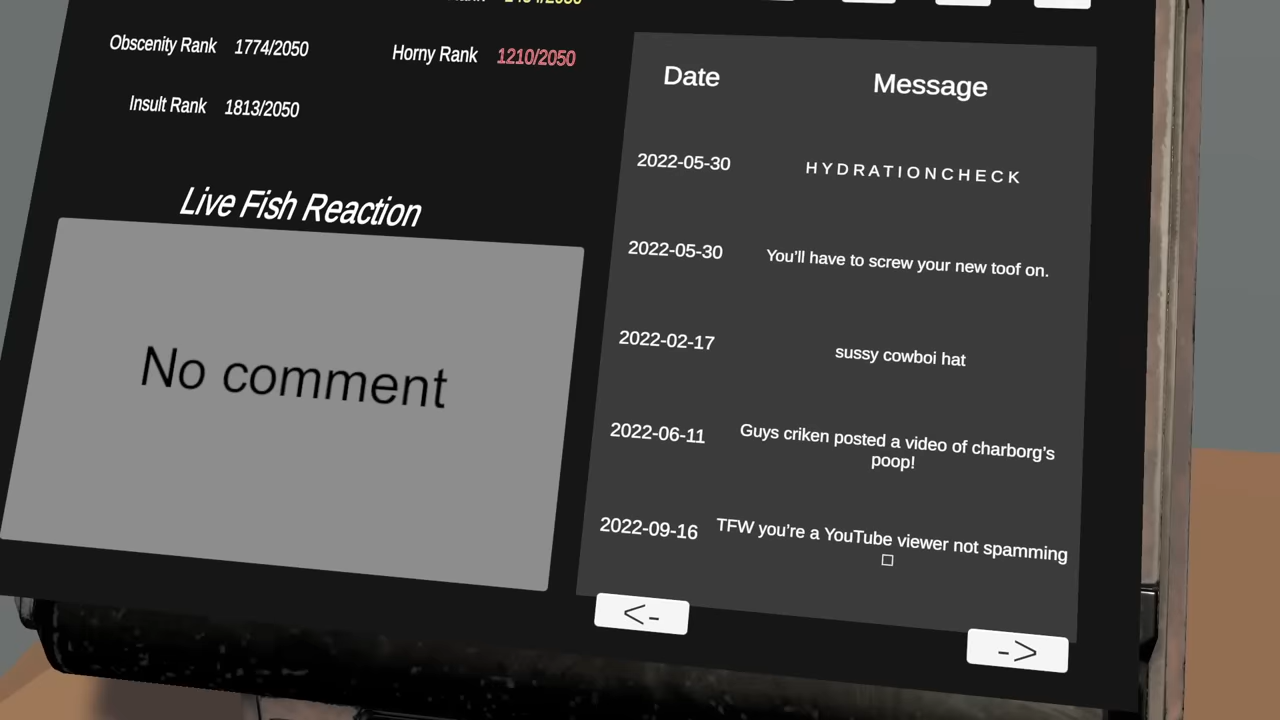 Obscenity Rank 1774/2050
Horny Rank 1210/2050
Insult Rank 1813/2050
Live Fish Reaction
No comment
Date Message
2022-05-30 H Y D R A T I O N C H E C K
2022-05-30 You'll have to screw your new toof on.
2022-02-17 sussy cowboi hat
2022-06-11 Guys criken posted a video of charborg's
poop!
2022-09-16 TFW you're a YouTube viewer not spamming
□
<-
->